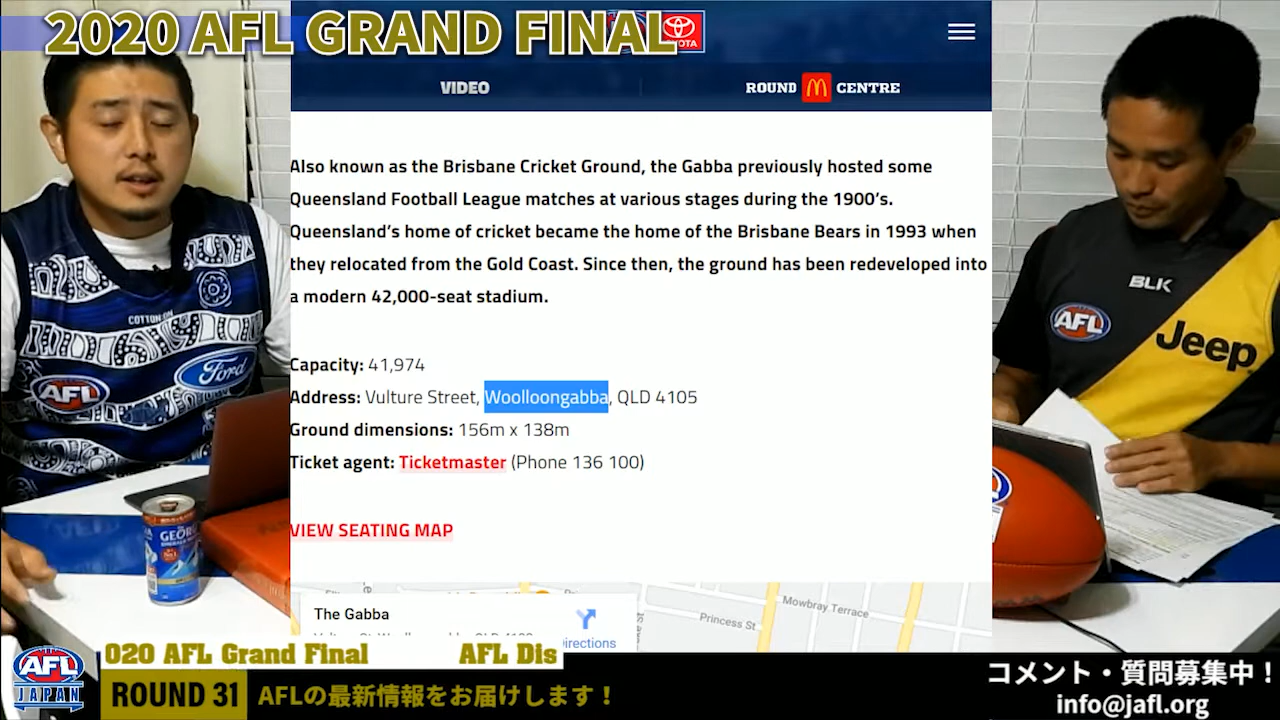 2020 AFL GRAND FINAL
TOYOTA
VIDEO
ROUND CENTRE
Also known as the Brisbane Cricket Ground, the Gabba previously hosted some
Queensland Football League matches at various stages during the 1900’s.
Queensland’s home of cricket became the home of the Brisbane Bears in 1993 when
they relocated from the Gold Coast. Since then, the ground has been redeveloped into
a modern 42,000-seat stadium.
Capacity: 41,974
Address: Vulture Street, Woolloongabba, QLD 4105
Ground dimensions: 156m x 138m
Ticket agent: Ticketmaster (Phone 136 100)
VIEW SEATING MAP
The Gabba
Directions
Princess St
Mowbray Terrace
COTTON:ON
Ford
AFL
GEORGIA
BLK
AFL
Jeep
020 AFL Grand Final AFL Dis
AFL
JAPAN
ROUND 31
AFLの最新情報をお届けします！
コメント・質問募集中！
info@jafl.org